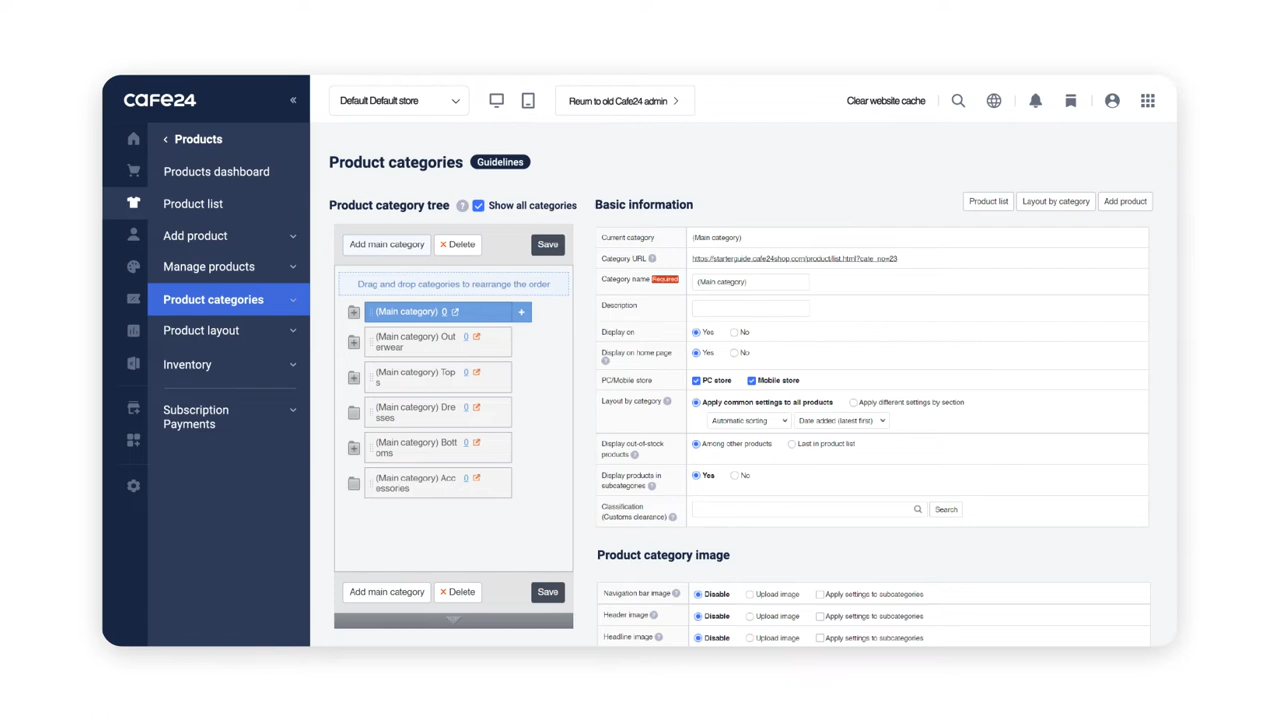 cafe24
«
Default Default store
Reurn to old Cafe24 admin
Clear website cache
Products
Products dashboard
Product list
Add product
Manage products
Product categories
Product layout
Inventory
Subscription
Payments
Product categories
Guidelines
Product category tree
?
Show all categories
Add main category
× Delete
Save
Drag and drop categories to rearrange the order
(Main category) 0
+
(Main category) Out
erwear
0
(Main category) Top
s
0
(Main category) Dre
sses
0
(Main category) Bott
oms
0
(Main category) Acc
essories
0
Add main category
× Delete
Save
Basic information
Product list
Layout by category
Add product
Current category
(Main category)
Category URL ?
https://starterguide.cafe24shop.com/product/list.html?cate_no=23
Category name Required
(Main category)
Description
Display on
Yes
No
Display on home page
?
Yes
No
PC/Mobile store
PC store
Mobile store
Layout by category ?
Apply common settings to all products
Apply different settings by section
Automatic sorting
Date added (latest first)
Display out-of-stock
products ?
Among other products
Last in product list
Display products in
subcategories ?
Yes
No
Classification
(Customs clearance) ?
Search
Product category image
Navigation bar image ?
Disable
Upload image
Apply settings to subcategories
Header image ?
Disable
Upload image
Apply settings to subcategories
Headline image ?
Disable
Upload image
Apply settings to subcategories